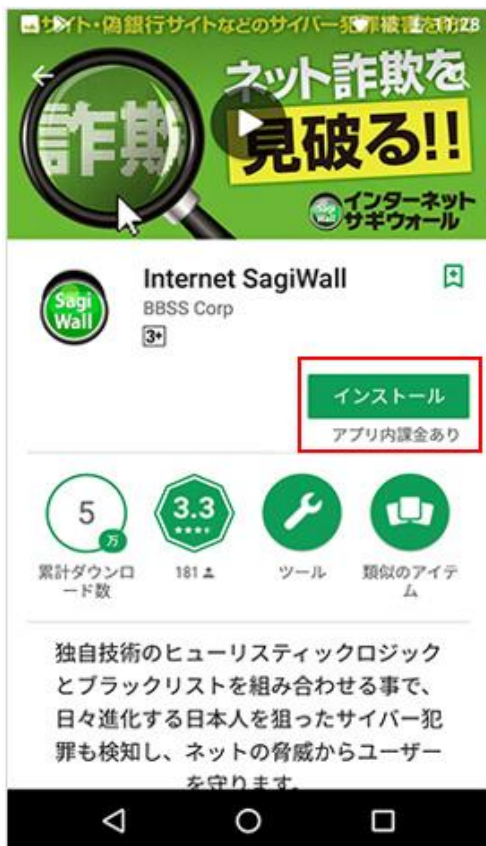 サイト・偽銀行サイトなどのサイバー犯罪被害を
11:28
ネット詐欺を
詐欺
見破る!!
Sagi
Wall
インターネット
サギウォール
Sagi
Wall
Internet SagiWall
BBSS Corp
3+
インストール
アプリ内課金あり
5
万
3.3
累計ダウンロ
ード数
181
ツール
類似のアイテ
ム
独自技術のヒューリスティックロジック
とブラックリストを組み合わせる事で、
日々進化する日本人を狙ったサイバー犯
罪も検知し、ネットの脅威からユーザー
を守ります。